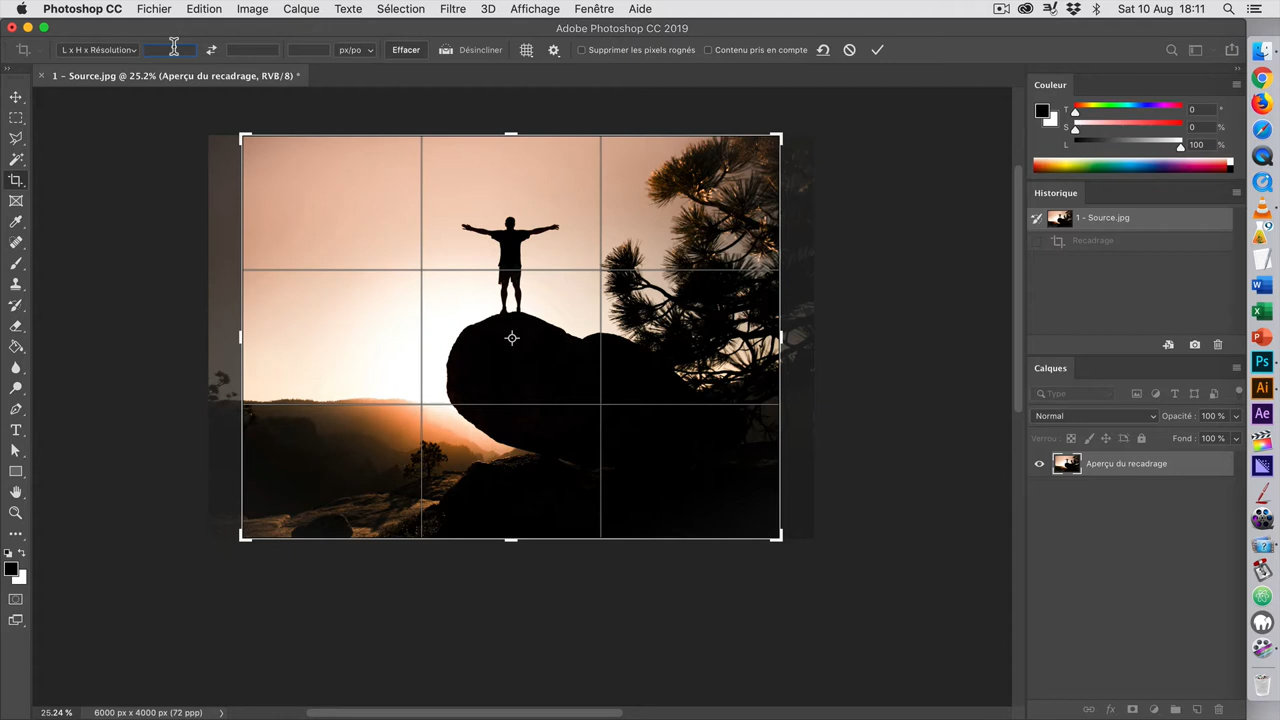 Photoshop CC Fichier Edition Image Calque Texte Sélection Filtre 3D Affichage Fenêtre Aide Sat 10 Aug 18:11
Adobe Photoshop CC 2019
L x H x Résolution px/po Effacer Désincliner Supprimer les pixels rognés Contenu pris en compte
1 – Source.jpg @ 25.2% (Aperçu du recadrage, RVB/8) *
Couleur
T 0 °
S 0 %
L 100 %
Historique
1 - Source.jpg
Recadrage
Calques
Type
Normal Opacité : 100 %
Verrou : Fond : 100 %
Aperçu du recadrage
25.24 % 6000 px x 4000 px (72 ppp)